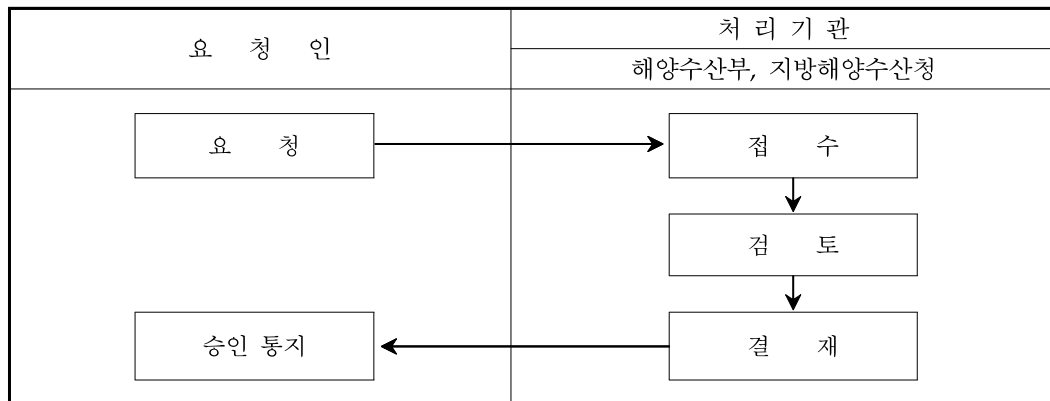 요 청 인
처 리 기 관
해양수산부, 지방해양수산청
요 청
접 수
검 토
승인 통지
결 재